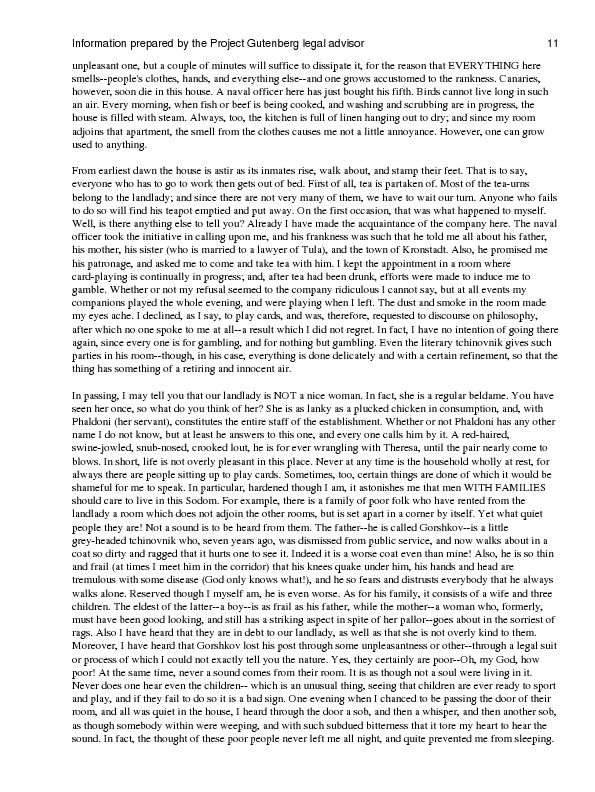 Information prepared by the Project Gutenberg legal advisor 11
unpleasant one, but a couple of minutes will suffice to dissipate it, for the reason that EVERYTHING here
smells--people's clothes, hands, and everything else--and one grows accustomed to the rankness. Canaries,
however, soon die in this house. A naval officer here has just bought his fifth. Birds cannot live long in such
an air. Every morning, when fish or beef is being cooked, and washing and scrubbing are in progress, the
house is filled with steam. Always, too, the kitchen is full of linen hanging out to dry; and since my room
adjoins that apartment, the smell from the clothes causes me not a little annoyance. However, one can grow
used to anything.
From earliest dawn the house is astir as its inmates rise, walk about, and stamp their feet. That is to say,
everyone who has to go to work then gets out of bed. First of all, tea is partaken of. Most of the tea-urns
belong to the landlady; and since there are not very many of them, we have to wait our turn. Anyone who fails
to do so will find his teapot emptied and put away. On the first occasion, that was what happened to myself.
Well, is there anything else to tell you? Already I have made the acquaintance of the company here. The naval
officer took the initiative in calling upon me, and his frankness was such that he told me all about his father,
his mother, his sister (who is married to a lawyer of Tula), and the town of Kronstadt. Also, he promised me
his patronage, and asked me to come and take tea with him. I kept the appointment in a room where
card-playing is continually in progress; and, after tea had been drunk, efforts were made to induce me to
gamble. Whether or not my refusal seemed to the company ridiculous I cannot say, but at all events my
companions played the whole evening, and were playing when I left. The dust and smoke in the room made
my eyes ache. I declined, as I say, to play cards, and was, therefore, requested to discourse on philosophy,
after which no one spoke to me at all--a result which I did not regret. In fact, I have no intention of going there
again, since every one is for gambling, and for nothing but gambling. Even the literary tchinovnik gives such
parties in his room--though, in his case, everything is done delicately and with a certain refinement, so that the
thing has something of a retiring and innocent air.
In passing, I may tell you that our landlady is NOT a nice woman. In fact, she is a regular beldame. You have
seen her once, so what do you think of her? She is as lanky as a plucked chicken in consumption, and, with
Phaldoni (her servant), constitutes the entire staff of the establishment. Whether or not Phaldoni has any other
name I do not know, but at least he answers to this one, and every one calls him by it. A red-haired,
swine-jowled, snub-nosed, crooked lout, he is for ever wrangling with Theresa, until the pair nearly come to
blows. In short, life is not overly pleasant in this place. Never at any time is the household wholly at rest, for
always there are people sitting up to play cards. Sometimes, too, certain things are done of which it would be
shameful for me to speak. In particular, hardened though I am, it astonishes me that men WITH FAMILIES
should care to live in this Sodom. For example, there is a family of poor folk who have rented from the
landlady a room which does not adjoin the other rooms, but is set apart in a corner by itself. Yet what quiet
people they are! Not a sound is to be heard from them. The father--he is called Gorshkov--is a little
grey-headed tchinovnik who, seven years ago, was dismissed from public service, and now walks about in a
coat so dirty and ragged that it hurts one to see it. Indeed it is a worse coat even than mine! Also, he is so thin
and frail (at times I meet him in the corridor) that his knees quake under him, his hands and head are
tremulous with some disease (God only knows what!), and he so fears and distrusts everybody that he always
walks alone. Reserved though I myself am, he is even worse. As for his family, it consists of a wife and three
children. The eldest of the latter--a boy--is as frail as his father, while the mother--a woman who, formerly,
must have been good looking, and still has a striking aspect in spite of her pallor--goes about in the sorriest of
rags. Also I have heard that they are in debt to our landlady, as well as that she is not overly kind to them.
Moreover, I have heard that Gorshkov lost his post through some unpleasantness or other--through a legal suit
or process of which I could not exactly tell you the nature. Yes, they certainly are poor--Oh, my God, how
poor! At the same time, never a sound comes from their room. It is as though not a soul were living in it.
Never does one hear even the children-- which is an unusual thing, seeing that children are ever ready to sport
and play, and if they fail to do so it is a bad sign. One evening when I chanced to be passing the door of their
room, and all was quiet in the house, I heard through the door a sob, and then a whisper, and then another sob,
as though somebody within were weeping, and with such subdued bitterness that it tore my heart to hear the
sound. In fact, the thought of these poor people never left me all night, and quite prevented me from sleeping.